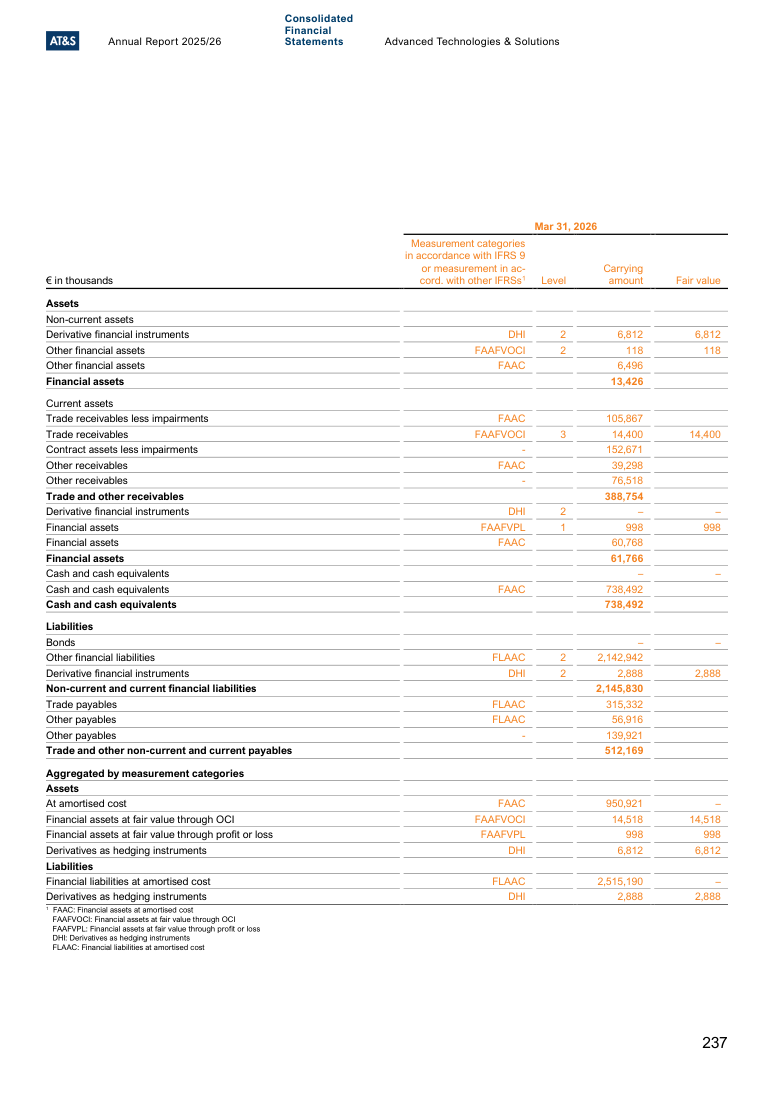 AT&S
Annual Report 2025/26
Consolidated
Financial
Statements
Advanced Technologies & Solutions
Mar 31, 2026
€ in thousands
Measurement categories
in accordance with IFRS 9
or measurement in ac-
cord. with other IFRSs¹
Level
Carrying
amount
Fair value
Assets
Non-current assets
Derivative financial instruments DHI 2 6,812 6,812
Other financial assets FAAFVOCI 2 118 118
Other financial assets FAAC 6,496
Financial assets 13,426
Current assets
Trade receivables less impairments FAAC 105,867
Trade receivables FAAFVOCI 3 14,400 14,400
Contract assets less impairments - 152,671
Other receivables FAAC 39,298
Other receivables - 76,518
Trade and other receivables 388,754
Derivative financial instruments DHI 2 – –
Financial assets FAAFVPL 1 998 998
Financial assets FAAC 60,768
Financial assets 61,766
Cash and cash equivalents – –
Cash and cash equivalents FAAC 738,492
Cash and cash equivalents 738,492
Liabilities
Bonds – –
Other financial liabilities FLAAC 2 2,142,942
Derivative financial instruments DHI 2 2,888 2,888
Non-current and current financial liabilities 2,145,830
Trade payables FLAAC 315,332
Other payables FLAAC 56,916
Other payables - 139,921
Trade and other non-current and current payables 512,169
Aggregated by measurement categories
Assets
At amortised cost FAAC 950,921 –
Financial assets at fair value through OCI FAAFVOCI 14,518 14,518
Financial assets at fair value through profit or loss FAAFVPL 998 998
Derivatives as hedging instruments DHI 6,812 6,812
Liabilities
Financial liabilities at amortised cost FLAAC 2,515,190 –
Derivatives as hedging instruments DHI 2,888 2,888
¹ FAAC: Financial assets at amortised cost
FAAFVOCI: Financial assets at fair value through OCI
FAAFVPL: Financial assets at fair value through profit or loss
DHI: Derivatives as hedging instruments
FLAAC: Financial liabilities at amortised cost
237